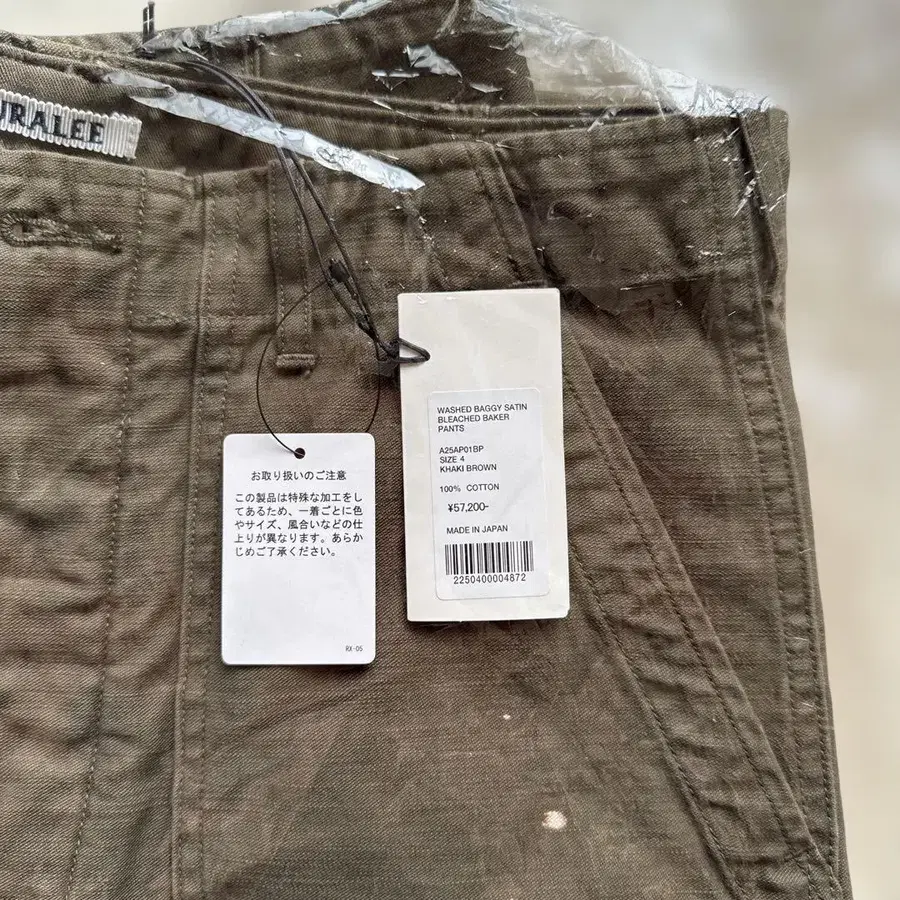 URALEE
WASHED BAGGY SATIN
BLEACHED BAKER
PANTS
A25AP01BP
SIZE 4
KHAKI BROWN
100% COTTON
¥57,200-
MADE IN JAPAN
2250400004872
お取り扱いのご注意
この製品は特殊な加工をし
てあるため、一着ごとに色
やサイズ、風合いなどの仕
上りが異なります。あらか
じめご了承ください。
RX-05